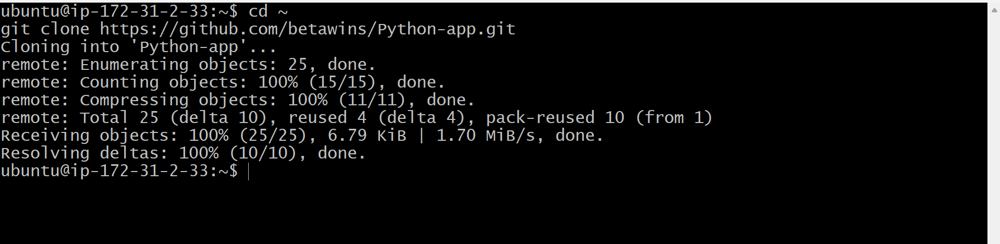 ubuntu@ip-172-31-2-33:~$ cd ~
git clone https://github.com/betawins/Python-app.git
Cloning into 'Python-app'...
remote: Enumerating objects: 25, done.
remote: Counting objects: 100% (15/15), done.
remote: Compressing objects: 100% (11/11), done.
remote: Total 25 (delta 10), reused 4 (delta 4), pack-reused 10 (from 1)
Receiving objects: 100% (25/25), 6.79 KiB | 1.70 MiB/s, done.
Resolving deltas: 100% (10/10), done.
ubuntu@ip-172-31-2-33:~$